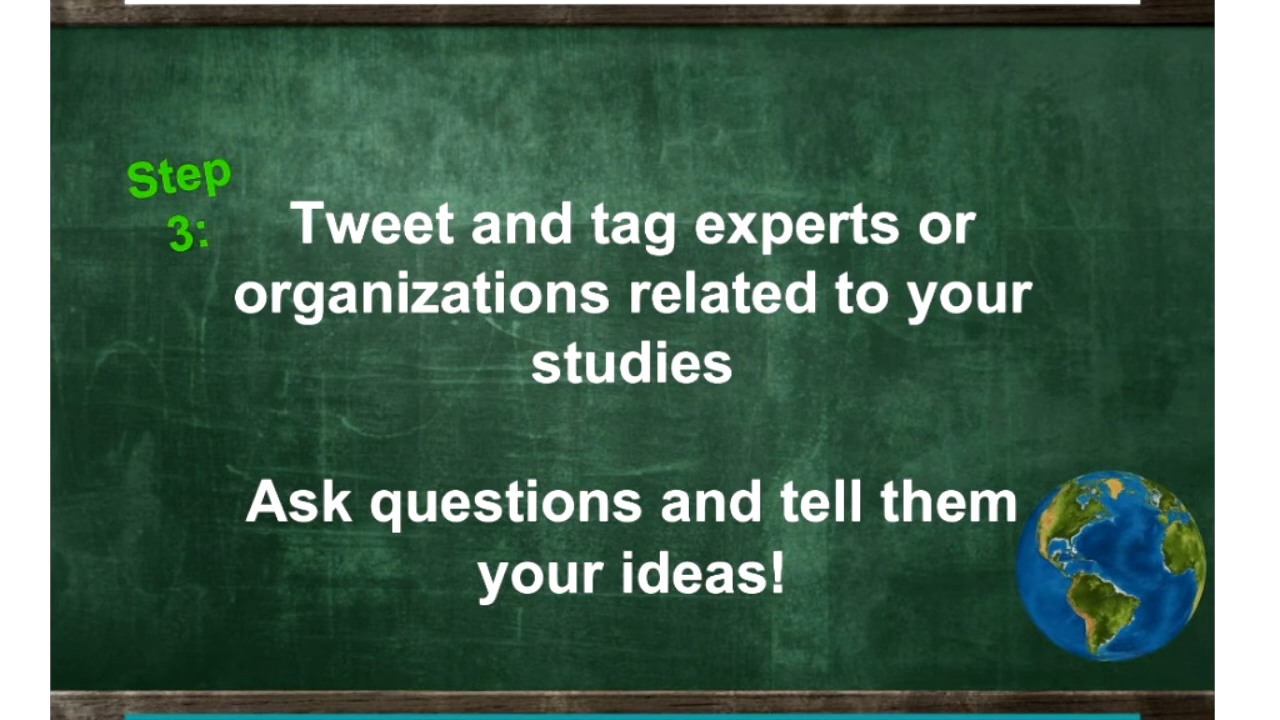 Step
3:
Tweet and tag experts or
organizations related to your
studies
Ask questions and tell them
your ideas!